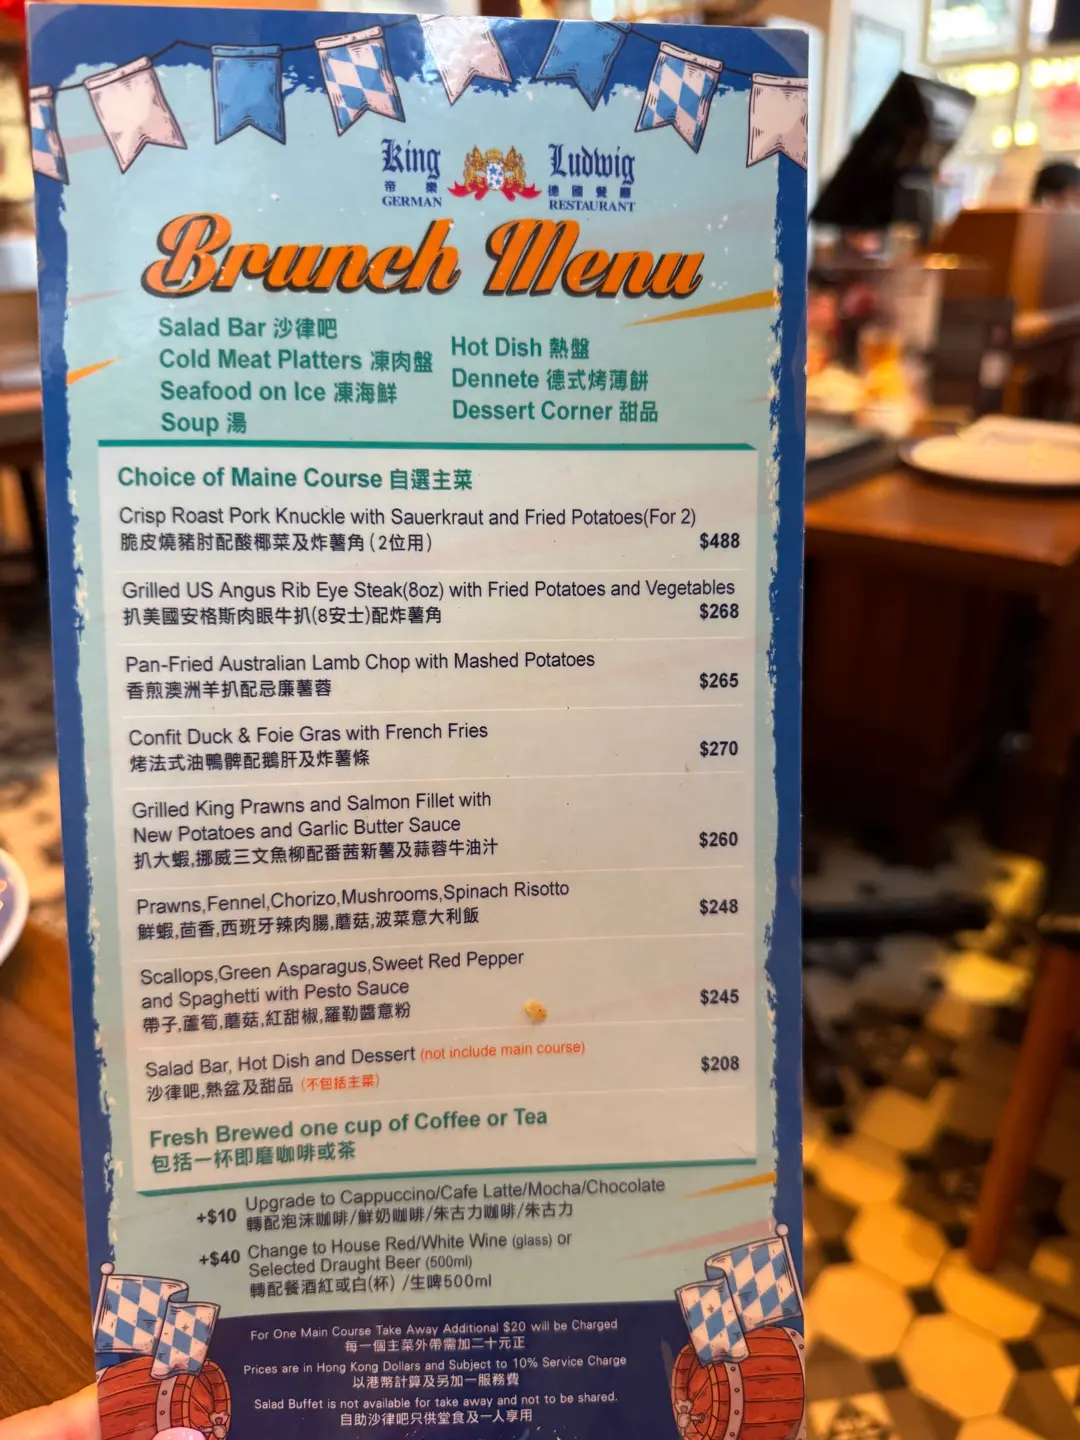 King Ludwig
帝樂 德國餐廳
GERMAN RESTAURANT
Brunch Menu
Salad Bar 沙律吧
Cold Meat Platters 凍肉盤
Seafood on Ice 凍海鮮
Soup 湯
Hot Dish 熱盤
Dennete 德式烤薄餅
Dessert Corner 甜品
Choice of Maine Course 自選主菜
Crisp Roast Pork Knuckle with Sauerkraut and Fried Potatoes(For 2)
脆皮燒豬肘配酸椰菜及炸薯角 (2位用) $488
Grilled US Angus Rib Eye Steak(8oz) with Fried Potatoes and Vegetables
扒美國安格斯肉眼牛扒(8安士)配炸薯角 $268
Pan-Fried Australian Lamb Chop with Mashed Potatoes
香煎澳洲羊扒配忌廉薯蓉 $265
Confit Duck & Foie Gras with French Fries
烤法式油鴨髀配鵝肝及炸薯條 $270
Grilled King Prawns and Salmon Fillet with
New Potatoes and Garlic Butter Sauce
扒大蝦,挪威三文魚柳配番茜新薯及蒜蓉牛油汁 $260
Prawns,Fennel,Chorizo,Mushrooms,Spinach Risotto
鮮蝦,茴香,西班牙辣肉腸,蘑菇,波菜意大利飯 $248
Scallops,Green Asparagus,Sweet Red Pepper
and Spaghetti with Pesto Sauce
帶子,蘆筍,蘑菇,紅甜椒,羅勒醬意粉 $245
Salad Bar, Hot Dish and Dessert (not include main course)
沙律吧,熱盆及甜品 (不包括主菜) $208
Fresh Brewed one cup of Coffee or Tea
包括一杯即磨咖啡或茶
+$10 Upgrade to Cappuccino/Cafe Latte/Mocha/Chocolate
轉配泡沫咖啡/鮮奶咖啡/朱古力咖啡/朱古力
+$40 Change to House Red/White Wine (glass) or
Selected Draught Beer (500ml)
轉配餐酒紅或白(杯) /生啤500ml
For One Main Course Take Away Additional $20 will be Charged
每一個主菜外帶需加二十元正
Prices are in Hong Kong Dollars and Subject to 10% Service Charge
以港幣計算及另加一服務費
Salad Buffet is not available for take away and not to be shared.
自助沙律吧只供堂食及一人享用